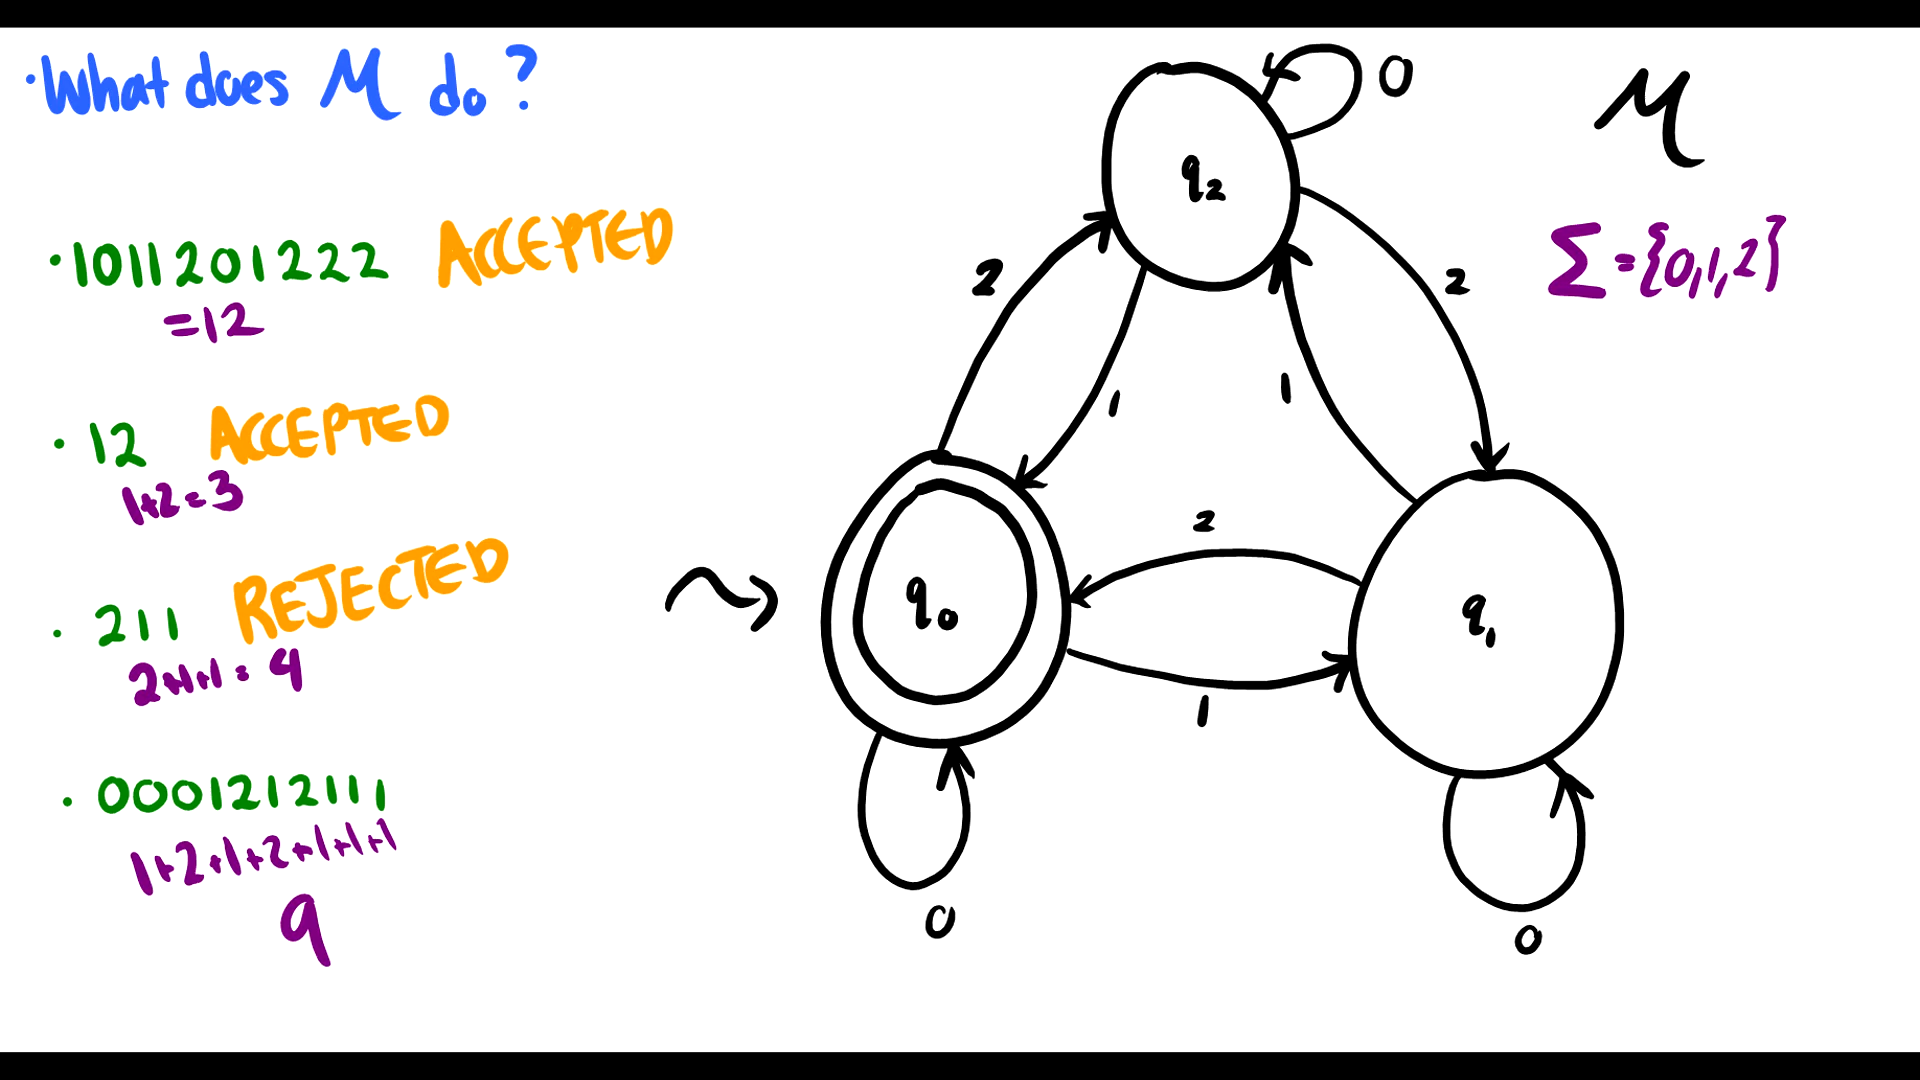 ·What does M do?
·1011201222 ACCEPTED
=12
· 12 ACCEPTED
1+2=3
· 211 REJECTED
2+1+1=4
· 0001212111
1+2+1+2+1+1+1
9
M
Σ={0,1,2}
0
q2
2
2
1
1
2
q0
q1
1
0
0